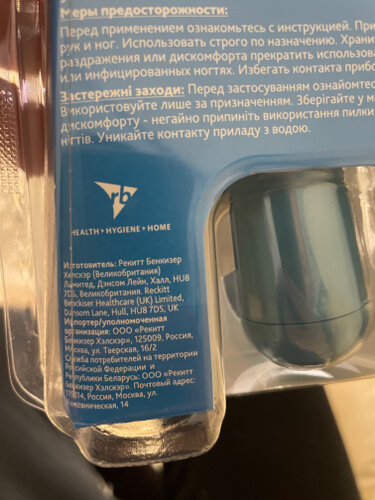 Меры предосторожности:
Перед применением ознакомьтесь с инструкцией. При
рук и ног. Использовать строго по назначению. Храни
раздражения или дискомфорта прекратить использоват
или инфицированных ногтях. Избегать контакта прибо
Застережні заходи: Перед застосуванням ознайомтес
Використовуйте лише за призначенням. Зберігайте у м
дискомфорту - негайно припиніть використання пилки
нігтів. Уникайте контакту приладу з водою.
rb
HEALTH • HYGIENE • HOME
Изготовитель: Рекитт Бенкизер
Хелскэр (Великобритания)
Лимитед, Дэнсом Лейн, Халл, HU8
7DS, Великобритания. Reckitt
Benckiser Healthcare (UK) Limited,
Dansom Lane, Hull, HU8 7DS, UK
Импортер/уполномоченная
организация: ООО «Рекитт
Бенкизер Хэлскэр», 125009, Россия,
Москва, ул. Тверская, 16/2
Служба потребителей на территории
Российской Федерации и
Республики Беларусь: ООО «Рекитт
Бенкизер Хэлскэр». Почтовый адрес:
Россия, Москва, ул.
Кожевническая, 14